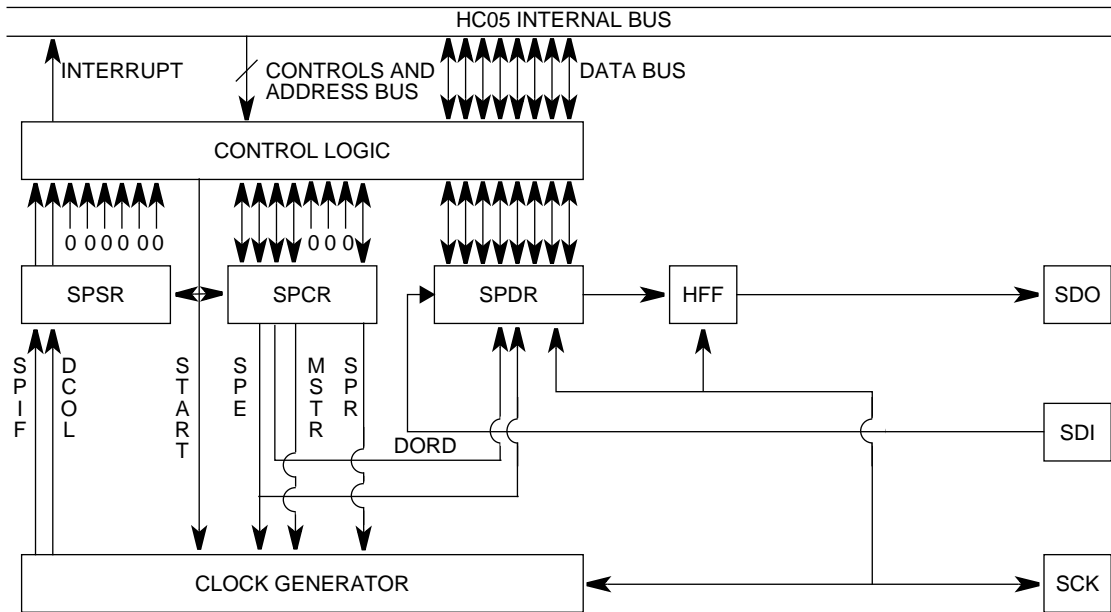 HC05 INTERNAL BUS
INTERRUPT
CONTROLS AND
ADDRESS BUS
DATA BUS
CONTROL LOGIC
0 0 0 0 0 0
0 0 0
SPSR
SPCR
SPDR
HFF
SDO
SPIF
DCOL
START
SPE
MSTR
SPR
DORD
SDI
CLOCK GENERATOR
SCK